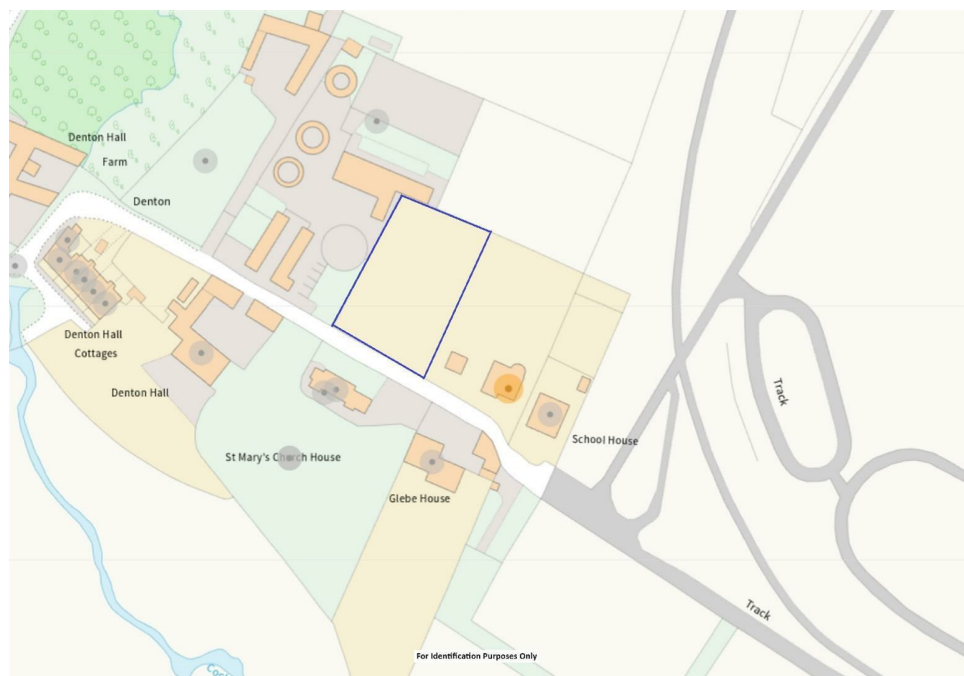 Denton Hall
Farm
Denton
Denton Hall
Cottages
Denton Hall
St Mary's Church House
Glebe House
School House
Track
Track
For Identification Purposes Only